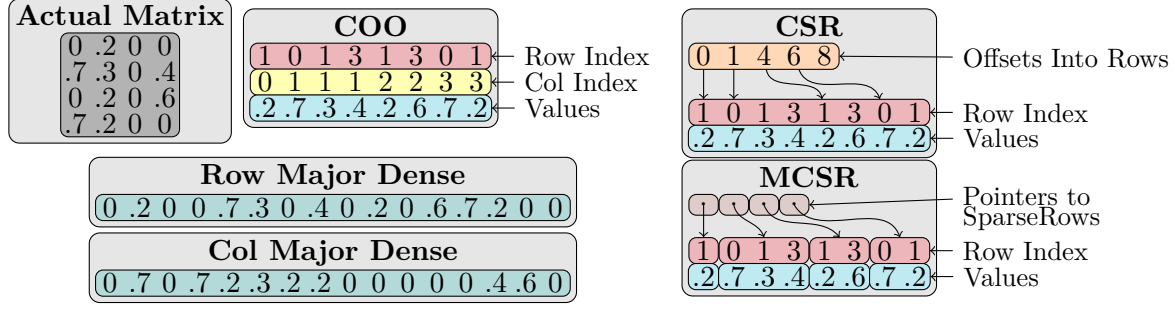 Actual Matrix
0 .2 0 0
.7 .3 0 .4
0 .2 0 .6
.7 .2 0 0
COO
1 0 1 3 1 3 0 1
Row Index
0 1 1 1 2 2 3 3
Col Index
.2 .7 .3 .4 .2 .6 .7 .2
Values
Row Major Dense
0 .2 0 0 .7 .3 0 .4 0 .2 0 .6 .7 .2 0 0
Col Major Dense
0 .7 0 .7 .2 .3 .2 .2 0 0 0 0 0 .4 .6 0
CSR
0 1 4 6 8
Offsets Into Rows
1 0 1 3 1 3 0 1
Row Index
.2 .7 .3 .4 .2 .6 .7 .2
Values
MCSR
Pointers to
SparseRows
1 0 1 3 1 3 0 1
Row Index
.2 .7 .3 .4 .2 .6 .7 .2
Values